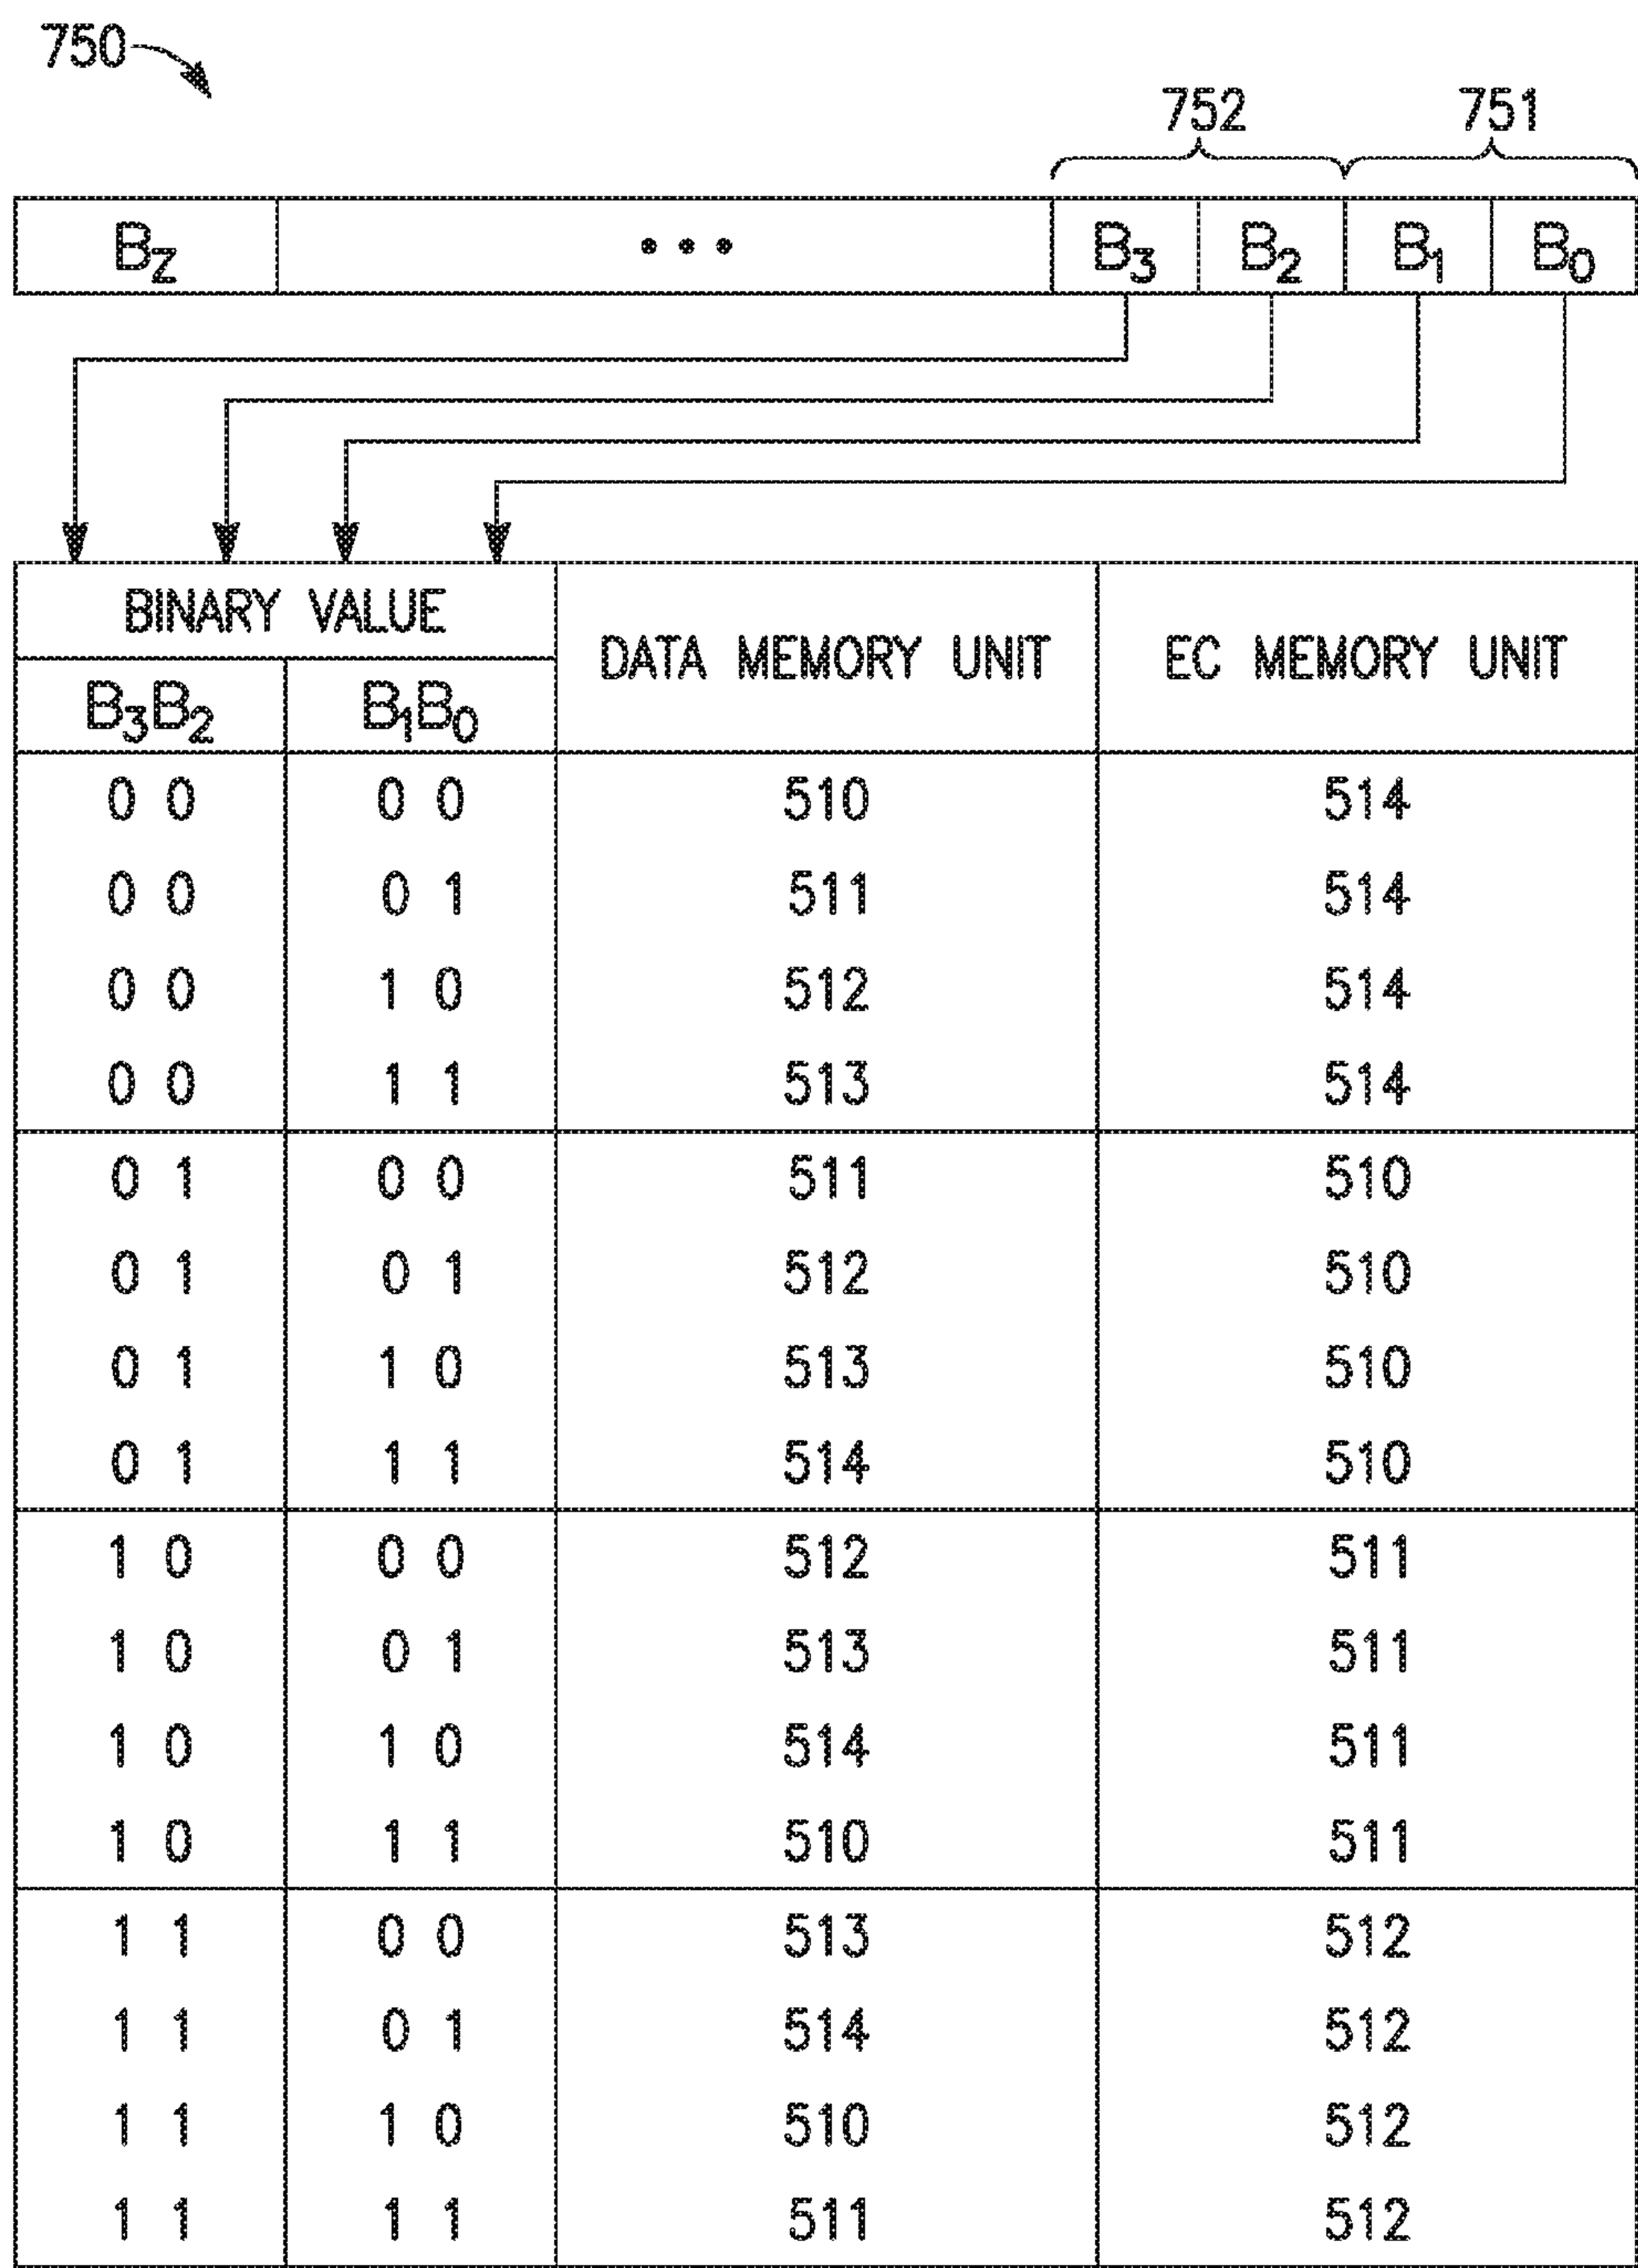 750
752 751
B₂ ••• B₃ B₂ B₁ B₀
BINARY VALUE DATA MEMORY UNIT EC MEMORY UNIT
B₃B₂ B₁B₀
0 0 0 0 510 514
0 0 0 1 511 514
0 0 1 0 512 514
0 0 1 1 513 514
0 1 0 0 511 510
0 1 0 1 512 510
0 1 1 0 513 510
0 1 1 1 514 510
1 0 0 0 512 511
1 0 0 1 513 511
1 0 1 0 514 511
1 0 1 1 510 511
1 1 0 0 513 512
1 1 0 1 514 512
1 1 1 0 510 512
1 1 1 1 511 512